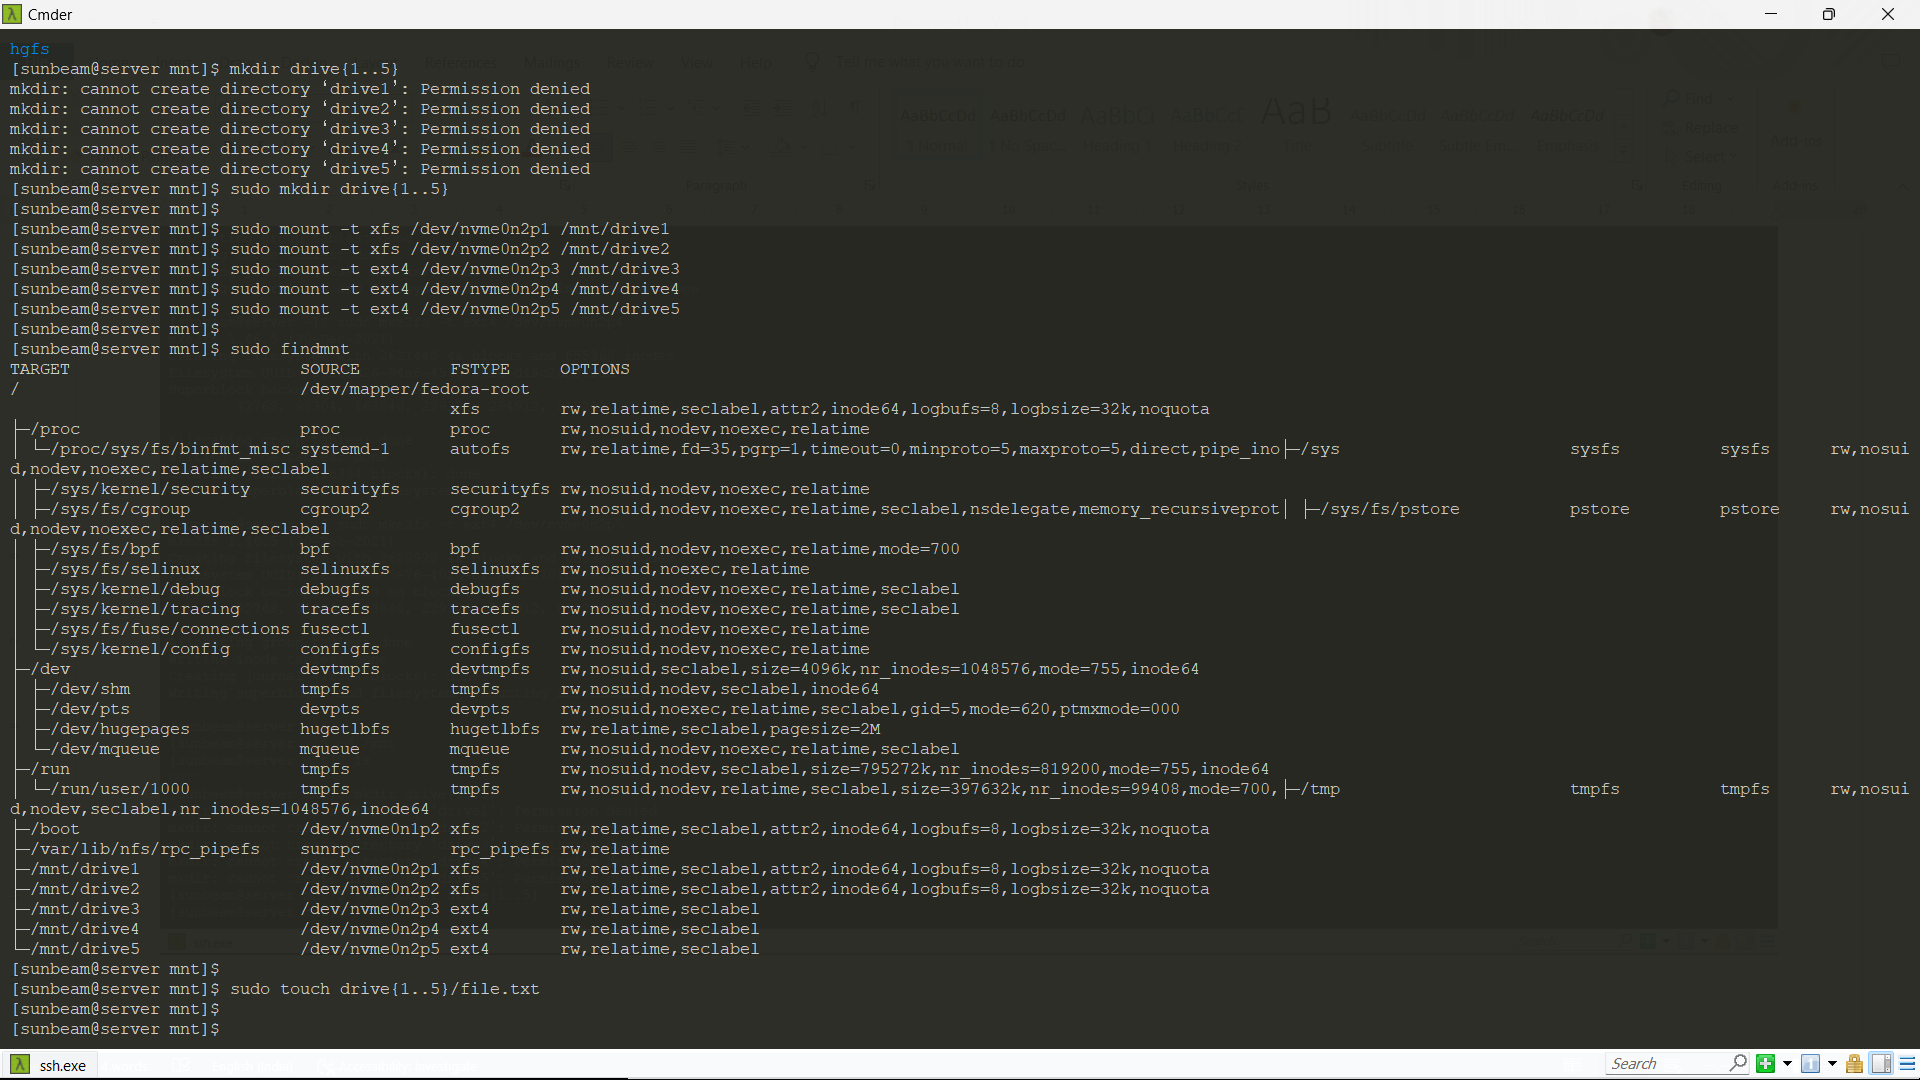 Cmder
hgfs
[sunbeam@server mnt]$ mkdir drive{1..5}
mkdir: cannot create directory ‘drive1’: Permission denied
mkdir: cannot create directory ‘drive2’: Permission denied
mkdir: cannot create directory ‘drive3’: Permission denied
mkdir: cannot create directory ‘drive4’: Permission denied
mkdir: cannot create directory ‘drive5’: Permission denied
[sunbeam@server mnt]$ sudo mkdir drive{1..5}
[sunbeam@server mnt]$
[sunbeam@server mnt]$ sudo mount -t xfs /dev/nvme0n2p1 /mnt/drive1
[sunbeam@server mnt]$ sudo mount -t xfs /dev/nvme0n2p2 /mnt/drive2
[sunbeam@server mnt]$ sudo mount -t ext4 /dev/nvme0n2p3 /mnt/drive3
[sunbeam@server mnt]$ sudo mount -t ext4 /dev/nvme0n2p4 /mnt/drive4
[sunbeam@server mnt]$ sudo mount -t ext4 /dev/nvme0n2p5 /mnt/drive5
[sunbeam@server mnt]$
[sunbeam@server mnt]$ sudo findmnt
TARGET                       SOURCE         FSTYPE     OPTIONS
/                            /dev/mapper/fedora-root
                                            xfs        rw,relatime,seclabel,attr2,inode64,logbufs=8,logbsize=32k,noquota
├─/proc                      proc           proc       rw,nosuid,nodev,noexec,relatime
│ └─/proc/sys/fs/binfmt_misc systemd-1      autofs     rw,relatime,fd=35,pgrp=1,timeout=0,minproto=5,maxproto=5,direct,pipe_ino├─/sys                       sysfs          sysfs      rw,nosui
d,nodev,noexec,relatime,seclabel
│ ├─/sys/kernel/security     securityfs     securityfs rw,nosuid,nodev,noexec,relatime
│ ├─/sys/fs/cgroup           cgroup2        cgroup2    rw,nosuid,nodev,noexec,relatime,seclabel,nsdelegate,memory_recursiveprot│ ├─/sys/fs/pstore           pstore         pstore     rw,nosui
d,nodev,noexec,relatime,seclabel
│ ├─/sys/fs/bpf              bpf            bpf        rw,nosuid,nodev,noexec,relatime,mode=700
│ ├─/sys/fs/selinux          selinuxfs      selinuxfs  rw,nosuid,noexec,relatime
│ ├─/sys/kernel/debug        debugfs        debugfs    rw,nosuid,nodev,noexec,relatime,seclabel
│ ├─/sys/kernel/tracing      tracefs        tracefs    rw,nosuid,nodev,noexec,relatime,seclabel
│ ├─/sys/fs/fuse/connections fusectl        fusectl    rw,nosuid,nodev,noexec,relatime
│ └─/sys/kernel/config       configfs       configfs   rw,nosuid,nodev,noexec,relatime
├─/dev                       devtmpfs       devtmpfs   rw,nosuid,seclabel,size=4096k,nr_inodes=1048576,mode=755,inode64
│ ├─/dev/shm                 tmpfs          tmpfs      rw,nosuid,nodev,seclabel,inode64
│ ├─/dev/pts                 devpts         devpts     rw,nosuid,noexec,relatime,seclabel,gid=5,mode=620,ptmxmode=000
│ ├─/dev/hugepages           hugetlbfs      hugetlbfs  rw,relatime,seclabel,pagesize=2M
│ └─/dev/mqueue              mqueue         mqueue     rw,nosuid,nodev,noexec,relatime,seclabel
├─/run                       tmpfs          tmpfs      rw,nosuid,nodev,seclabel,size=795272k,nr_inodes=819200,mode=755,inode64
│ └─/run/user/1000           tmpfs          tmpfs      rw,nosuid,nodev,relatime,seclabel,size=397632k,nr_inodes=99408,mode=700,├─/tmp                       tmpfs          tmpfs      rw,nosui
d,nodev,seclabel,nr_inodes=1048576,inode64
├─/boot                      /dev/nvme0n1p2 xfs        rw,relatime,seclabel,attr2,inode64,logbufs=8,logbsize=32k,noquota
├─/var/lib/nfs/rpc_pipefs    sunrpc         rpc_pipefs rw,relatime
├─/mnt/drive1                /dev/nvme0n2p1 xfs        rw,relatime,seclabel,attr2,inode64,logbufs=8,logbsize=32k,noquota
├─/mnt/drive2                /dev/nvme0n2p2 xfs        rw,relatime,seclabel,attr2,inode64,logbufs=8,logbsize=32k,noquota
├─/mnt/drive3                /dev/nvme0n2p3 ext4       rw,relatime,seclabel
├─/mnt/drive4                /dev/nvme0n2p4 ext4       rw,relatime,seclabel
└─/mnt/drive5                /dev/nvme0n2p5 ext4       rw,relatime,seclabel
[sunbeam@server mnt]$
[sunbeam@server mnt]$ sudo touch drive{1..5}/file.txt
[sunbeam@server mnt]$
[sunbeam@server mnt]$
ssh.exe
Search